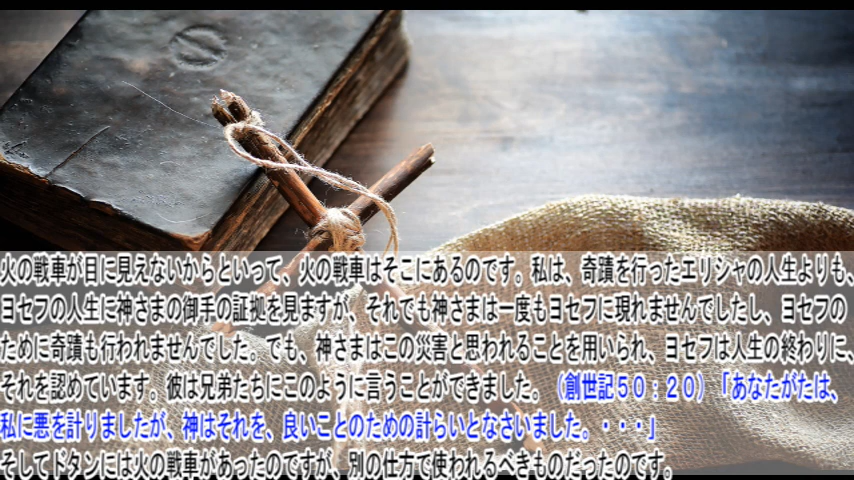 火の戦車が目に見えないからといって、火の戦車はそこにあるのです。私は、奇蹟を行ったエリシャの人生よりも、
ヨセフの人生に神さまの御手の証拠を見ますが、それでも神さまは一度もヨセフに現れませんでしたし、ヨセフの
ために奇蹟も行われませんでした。でも、神さまはこの災害と思われることを用いられ、ヨセフは人生の終わりに、
それを認めています。彼は兄弟たちにこのように言うことができました。（創世記５０：２０）「あなたがたは、
私に悪を計りましたが、神はそれを、良いことのための計らいとなさいました。・・・」
そしてドタンには火の戦車があったのですが、別の仕方で使われるべきものだったのです。